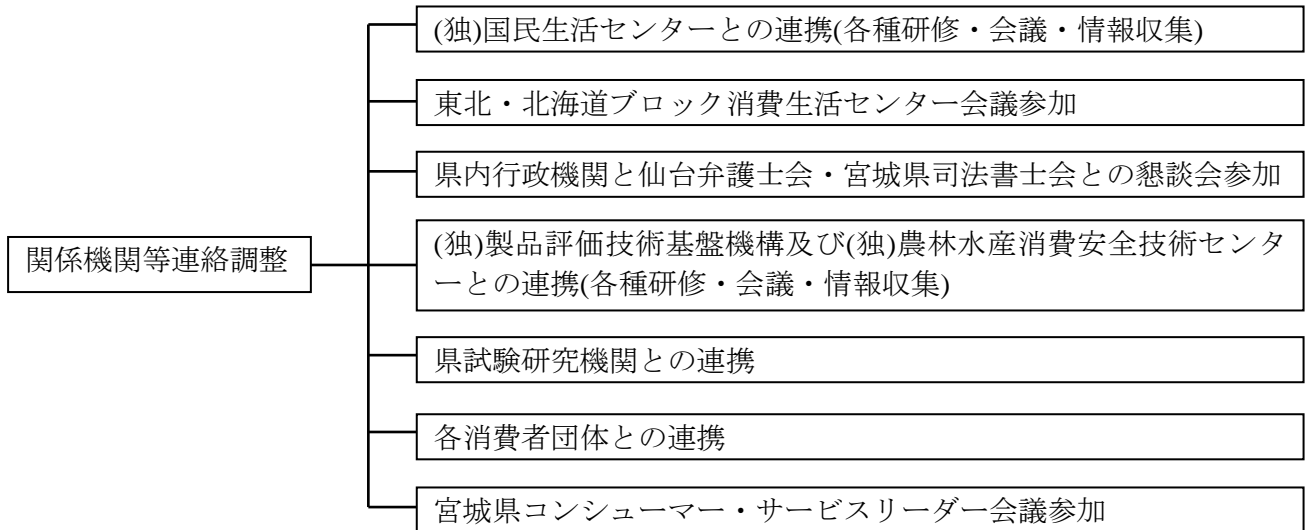 (独)国民生活センターとの連携(各種研修・会議・情報収集)
東北・北海道ブロック消費生活センター会議参加
県内行政機関と仙台弁護士会・宮城県司法書士会との懇談会参加
関係機関等連絡調整
(独)製品評価技術基盤機構及び(独)農林水産消費安全技術センタ
ーとの連携(各種研修・会議・情報収集)
県試験研究機関との連携
各消費者団体との連携
宮城県コンシューマー・サービスリーダー会議参加